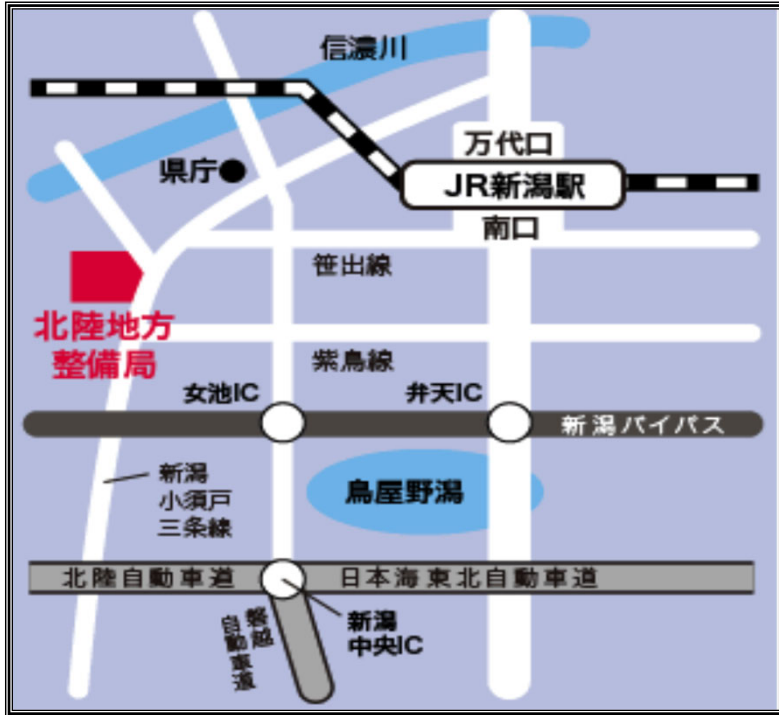 信濃川
万代口
県庁
JR新潟駅
南口
笹出線
北陸地方
整備局
紫鳥線
女池IC
弁天IC
新潟バイパス
新潟
小須戸
三条線
鳥屋野潟
北陸自動車道
日本海東北自動車道
新潟
中央IC
磐越
自動車道